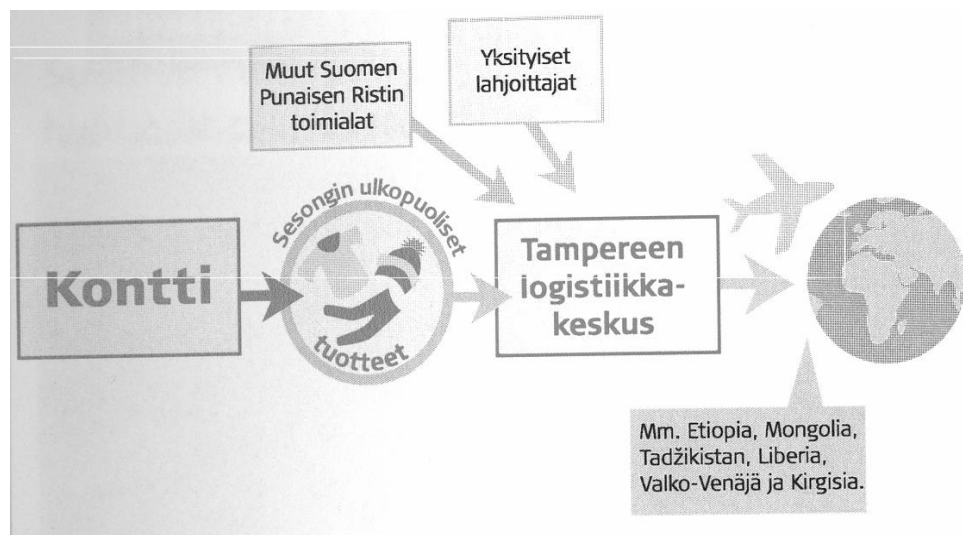 Muut Suomen
Punaisen Ristin
toimialat
Yksityiset
lahjoittajat
Kontti
Sesongin ulkopuoliset
tuotteet
Tampereen
logistiikka-
keskus
Mm. Etiopia, Mongolia,
Tadžikistan, Liberia,
Valko-Venäjä ja Kirgisia.